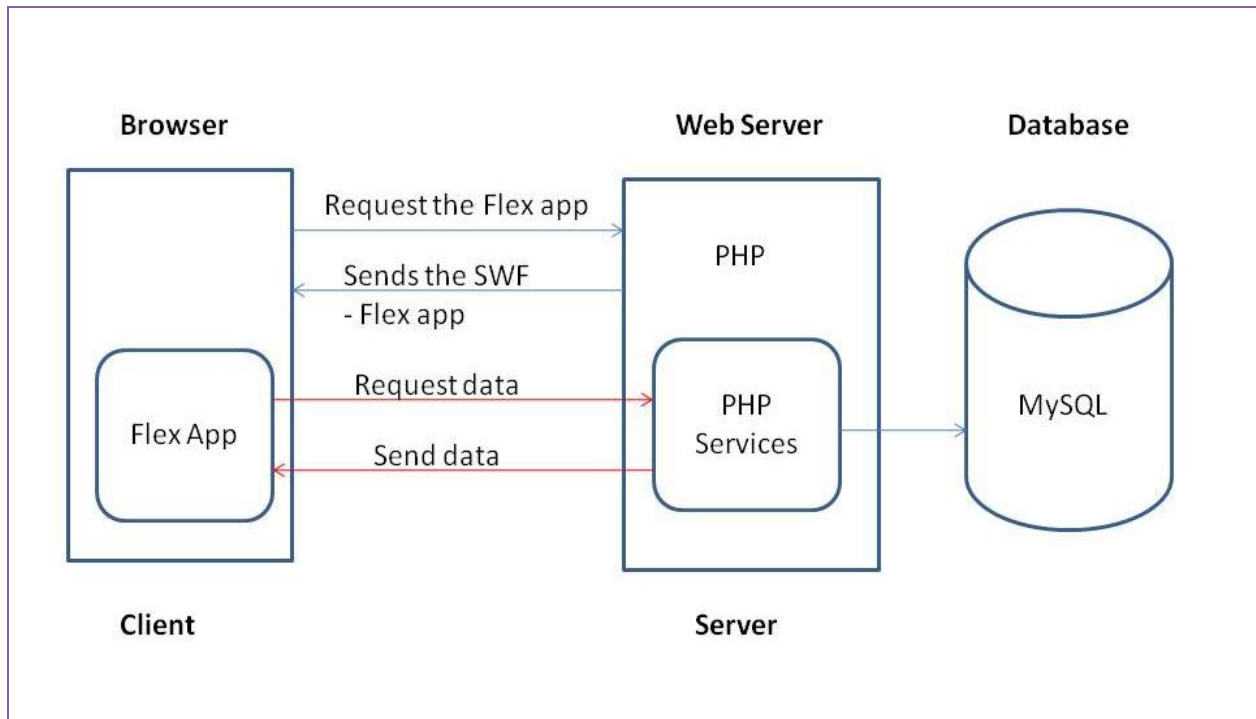 Browser
Web Server
Database
Request the Flex app
PHP
Sends the SWF
- Flex app
Request data
Flex App
PHP
Services
MySQL
Send data
Client
Server